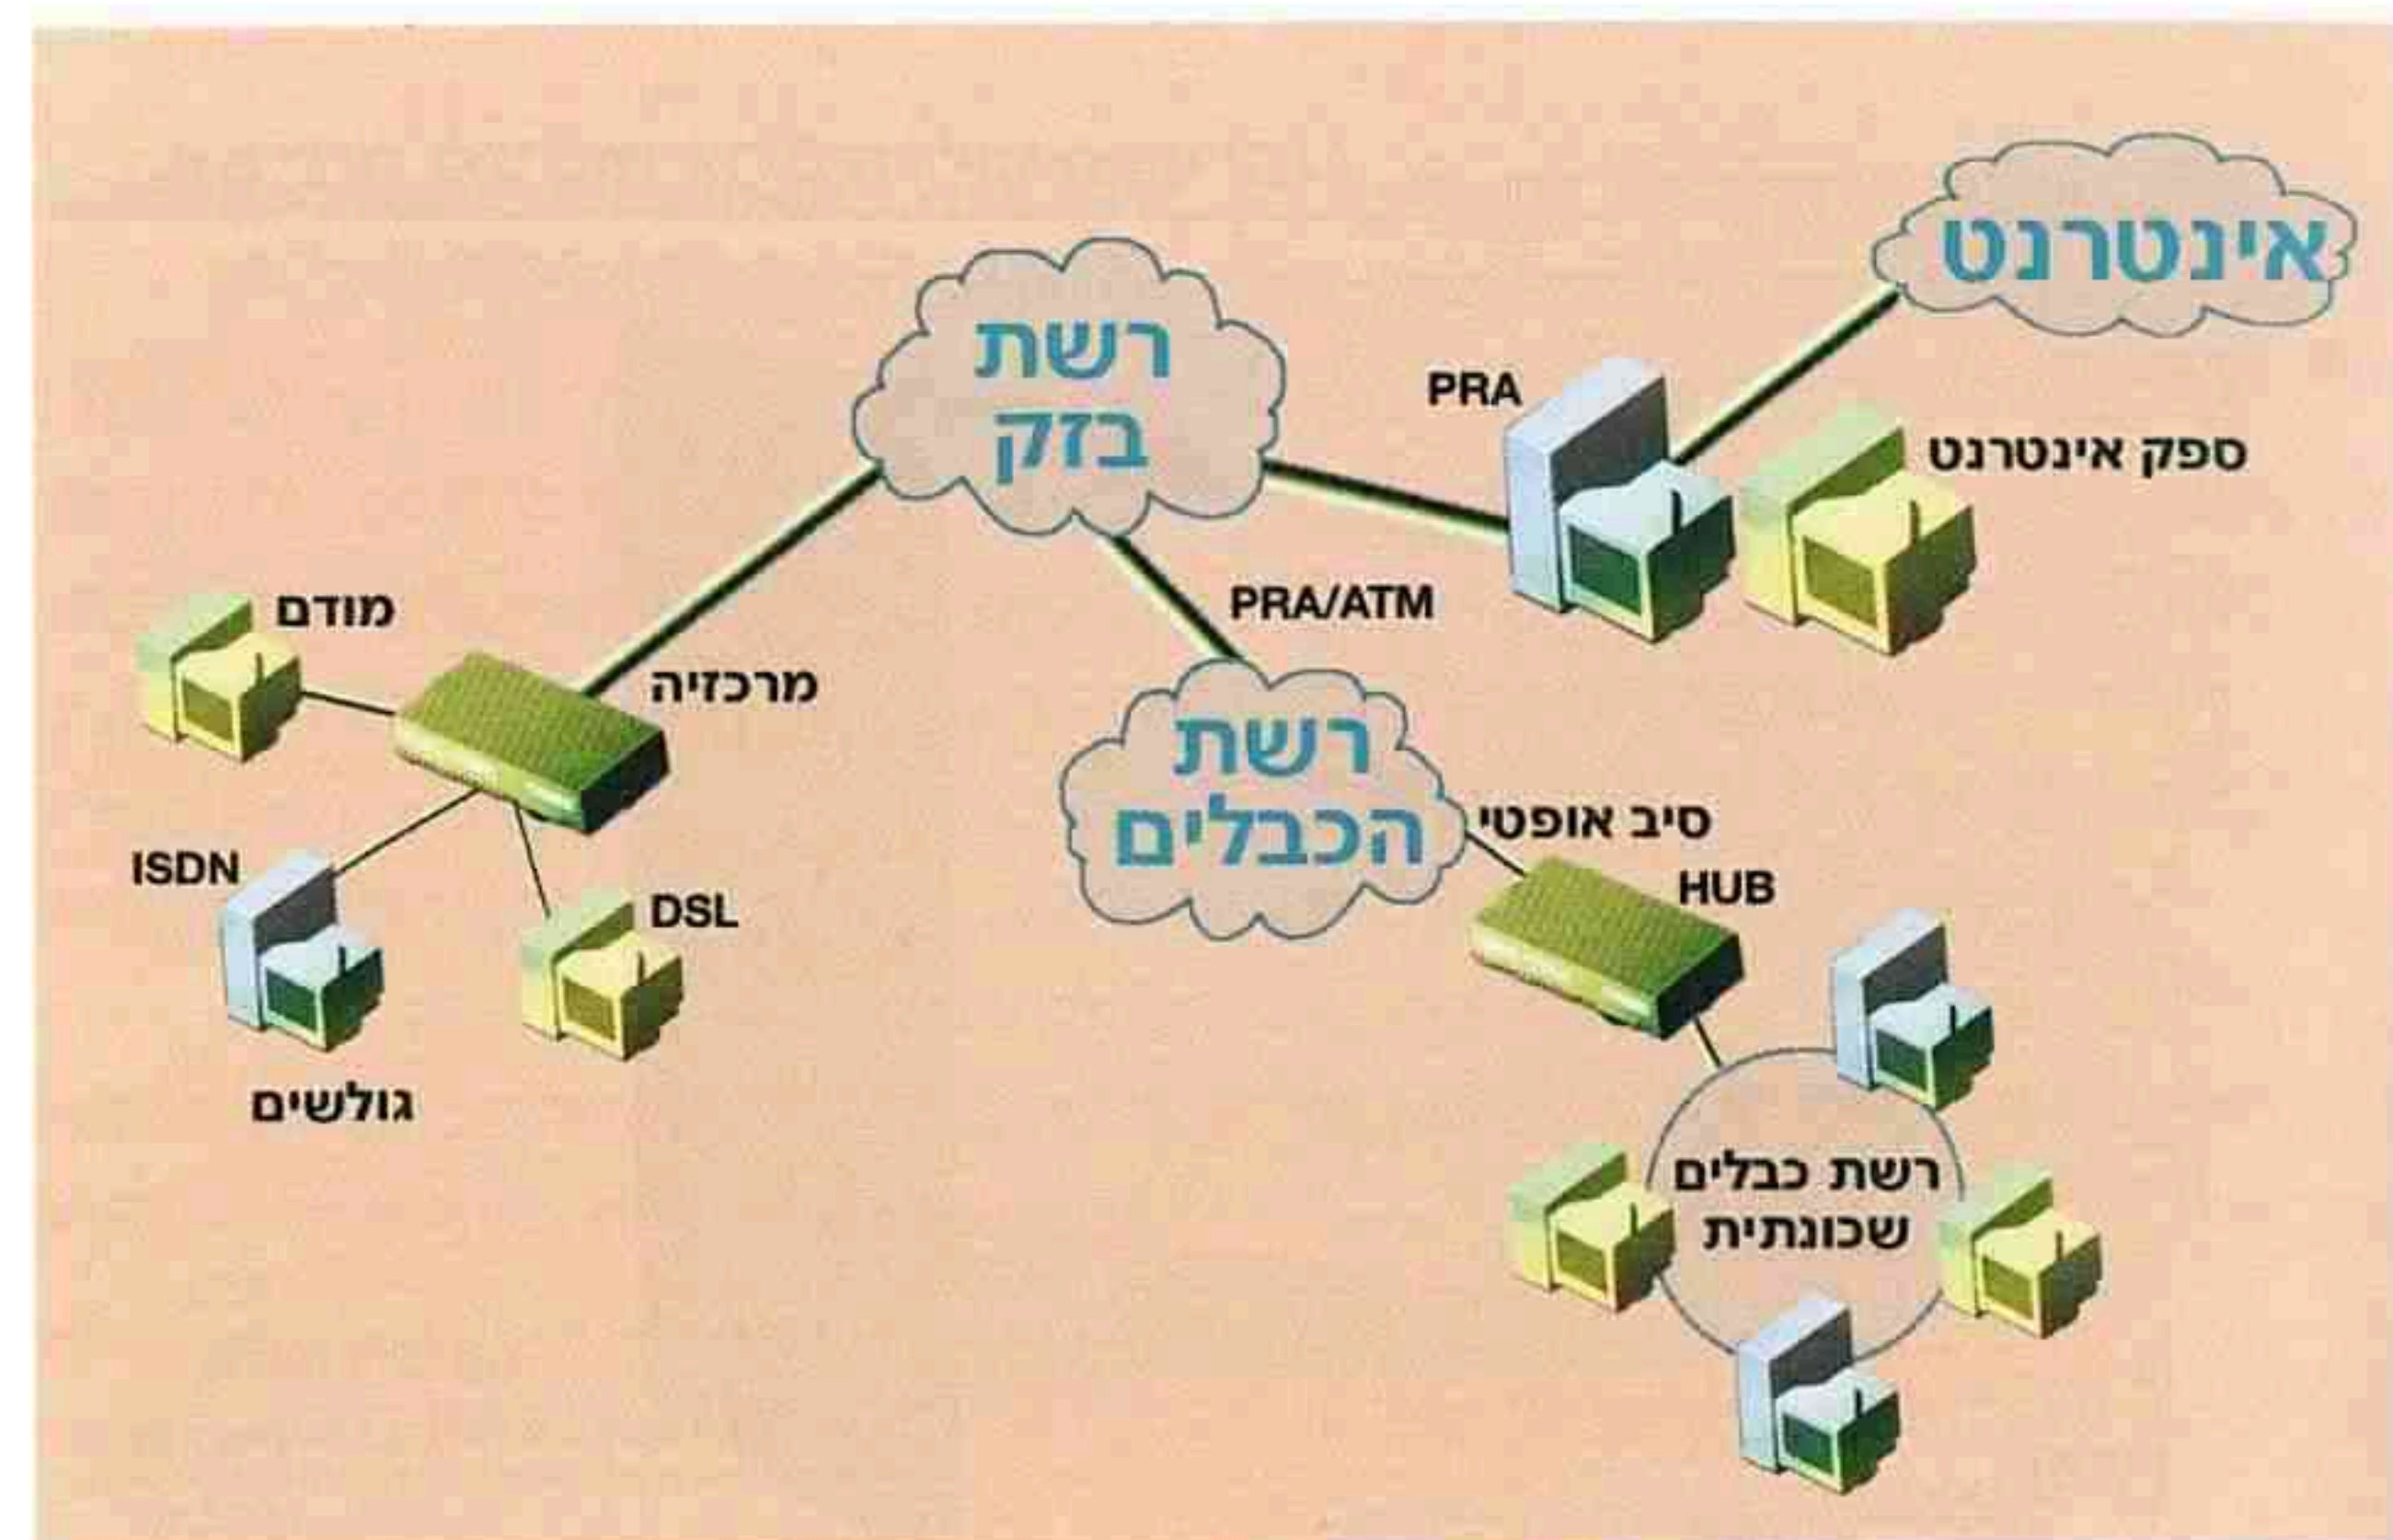 אינטרנט
רשת
בזק
PRA
ספק אינטרנט
PRA/ATM
מודם
מרכזיה
רשת
הכבלים
סיב אופטי
HUB
ISDN
DSL
גולשים
רשת כבלים
שכונתית